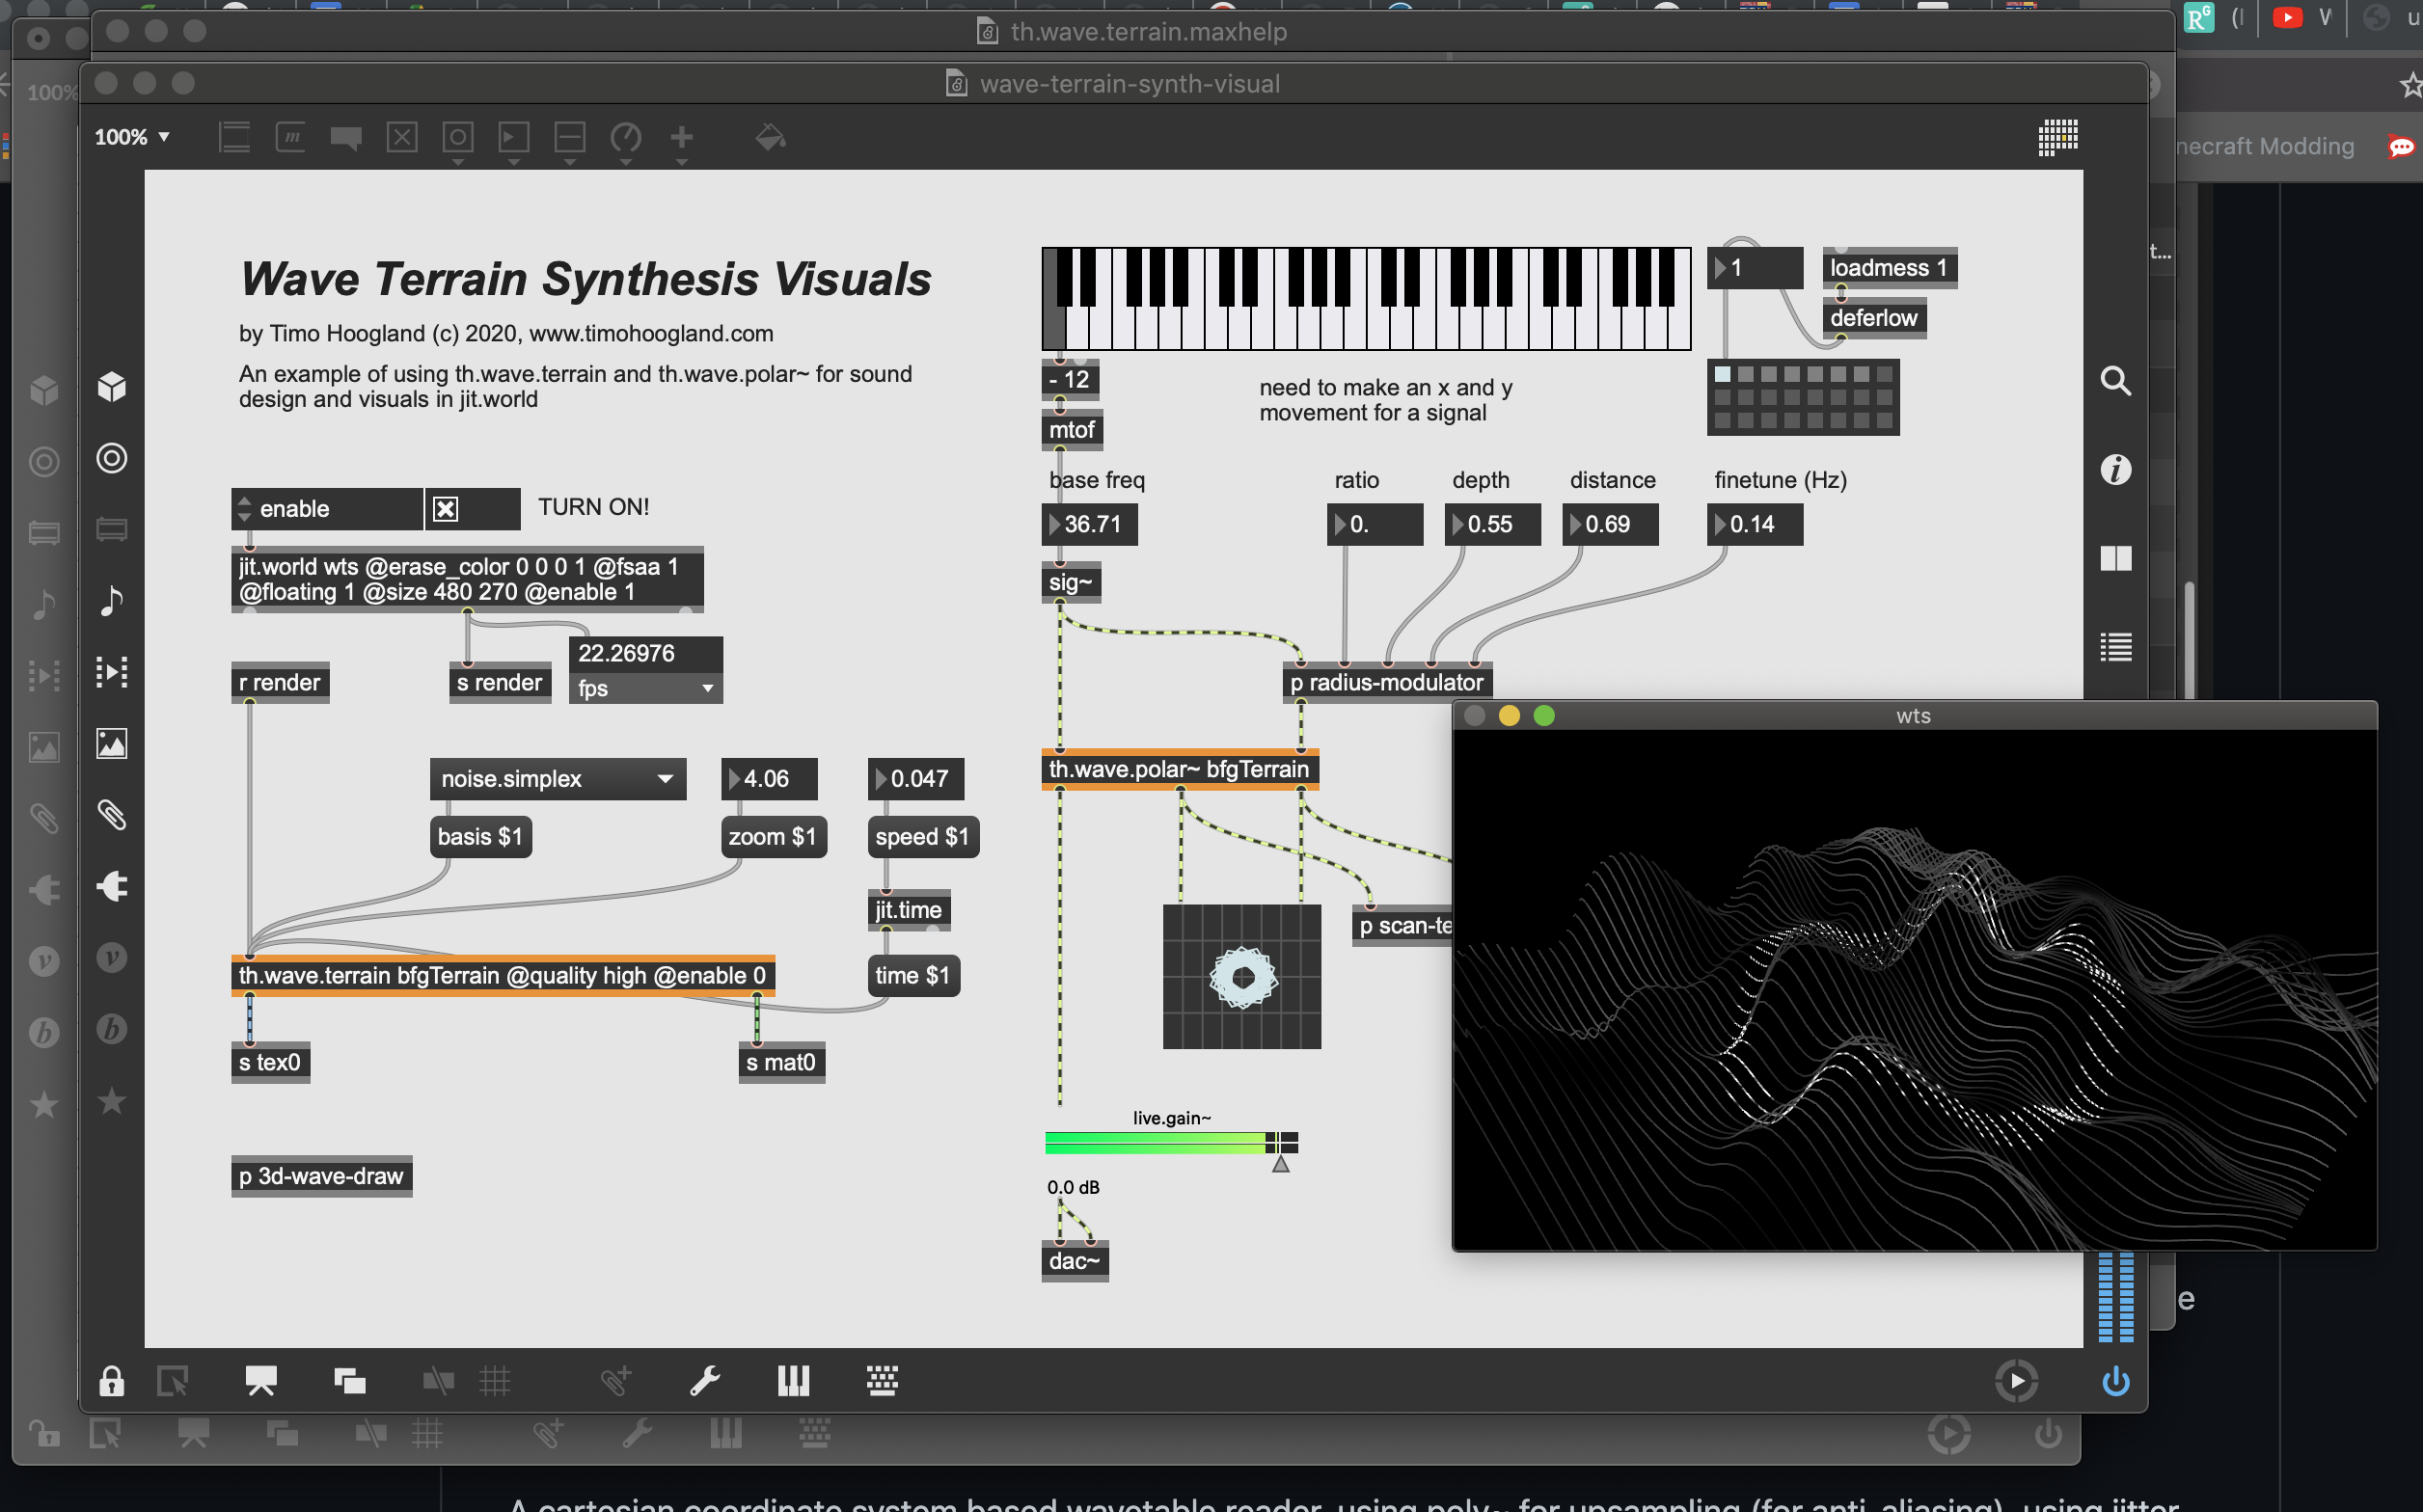 th.wave.terrain.maxhelp
wave-terrain-synth-visual
100%
100%
necraft Modding
Wave Terrain Synthesis Visuals
by Timo Hoogland (c) 2020, www.timohoogland.com
An example of using th.wave.terrain and th.wave.polar~ for sound
design and visuals in jit.world
enable
TURN ON!
jit.world wts @erase_color 0 0 0 1 @fsaa 1
@floating 1 @size 480 270 @enable 1
22.26976
fps
r render
s render
noise.simplex
4.06
0.047
basis $1
zoom $1
speed $1
jit.time
time $1
th.wave.terrain bfgTerrain @quality high @enable 0
s tex0
s mat0
p 3d-wave-draw
1
loadmess 1
deferlow
- 12
mtof
need to make an x and y
movement for a signal
base freq
ratio
depth
distance
finetune (Hz)
36.71
0.
0.55
0.69
0.14
sig~
p radius-modulator
th.wave.polar~ bfgTerrain
p scan-te
live.gain~
0.0 dB
dac~
wts
t...
e
A cartesian coordinate system based wavetable reader, using poly~ for upsampling (for anti-aliasing), using jitter